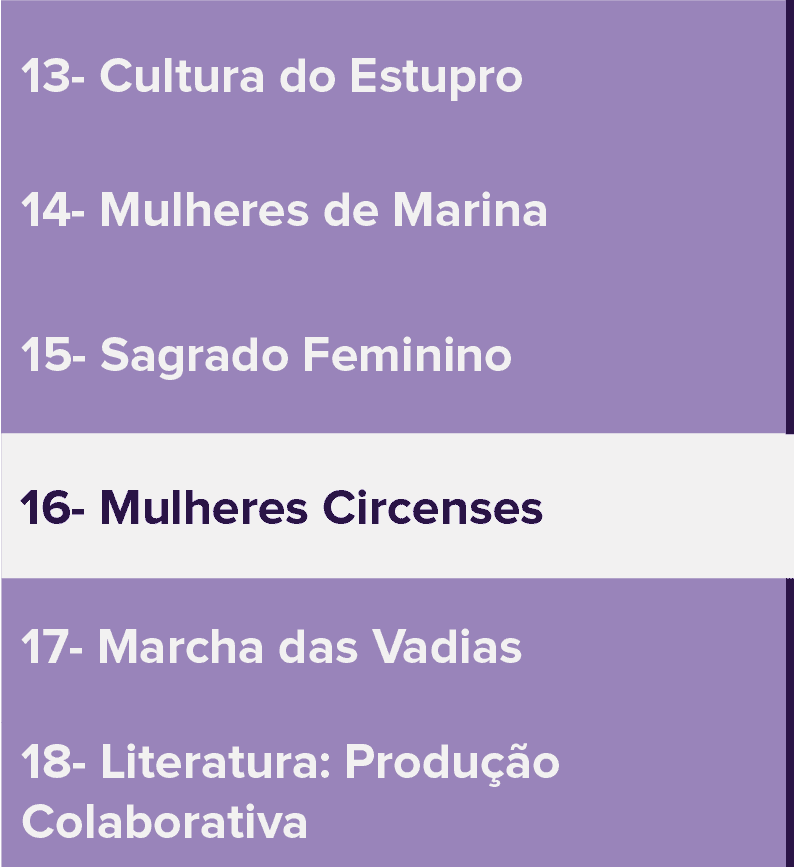 13- Cultura do Estupro
14- Mulheres de Marina
15- Sagrado Feminino
16- Mulheres Circenses
17- Marcha das Vadias
18- Literatura: Produção
Colaborativa